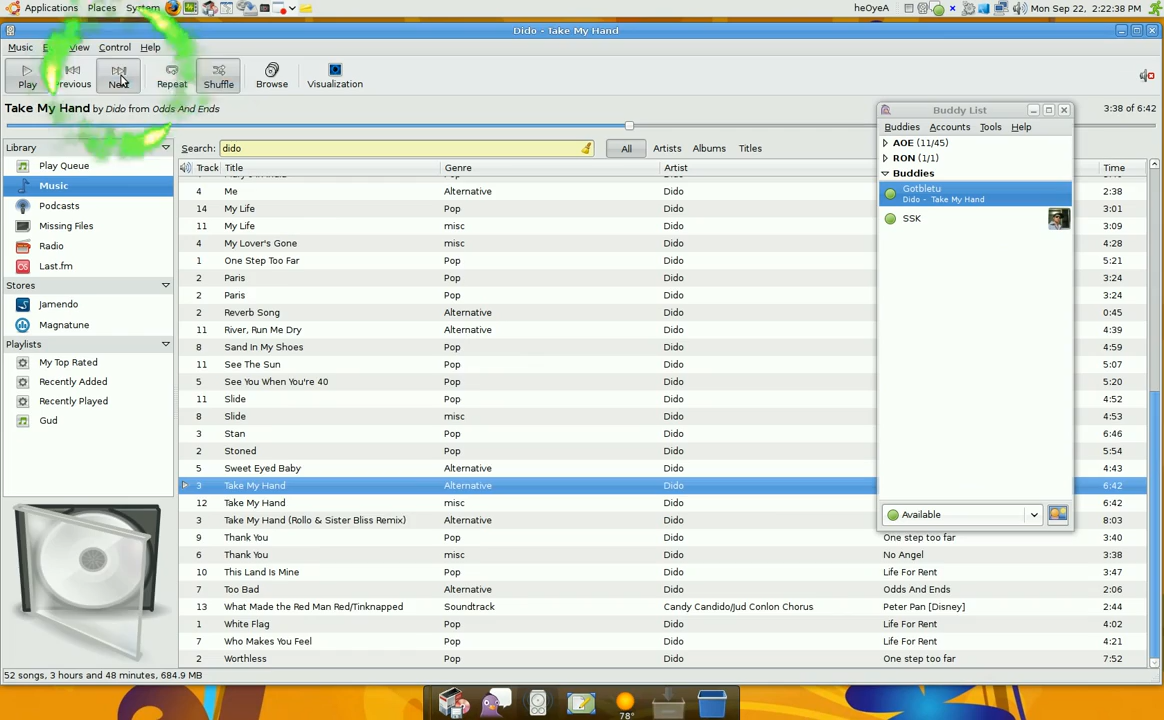 Applications Places System heOyeA Mon Sep 22, 2:22:38 PM
Dido - Take My Hand
Music View Control Help
Play Previous Next Repeat Shuffle Browse Visualization
Take My Hand by Dido from Odds And Ends 3:38 of 6:42
Library Search: dido All Artists Albums Titles
Track Title Genre Artist Time
Play Queue
Music
Podcasts
Missing Files
Radio
Last.fm
Stores
Jamendo
Magnatune
Playlists
My Top Rated
Recently Added
Recently Played
Gud
4 Me Alternative Dido 2:38
14 My Life Pop Dido 3:01
11 My Life misc Dido 3:09
4 My Lover's Gone misc Dido 4:28
1 One Step Too Far Pop Dido 5:21
2 Paris Pop Dido 3:24
2 Paris Pop Dido 3:24
2 Reverb Song Alternative Dido 0:45
11 River, Run Me Dry Alternative Dido 4:39
8 Sand In My Shoes Pop Dido 4:59
11 See The Sun Pop Dido 5:07
5 See You When You're 40 Pop Dido 5:20
11 Slide Pop Dido 4:52
8 Slide misc Dido 4:53
3 Stan Pop Dido 6:46
2 Stoned Pop Dido 5:54
5 Sweet Eyed Baby Alternative Dido 4:43
3 Take My Hand Alternative Dido 6:42
12 Take My Hand misc Dido 6:42
3 Take My Hand (Rollo & Sister Bliss Remix) Alternative Dido 8:03
9 Thank You Pop Dido One step too far 3:40
6 Thank You misc Dido No Angel 3:38
10 This Land Is Mine Pop Dido Life For Rent 3:47
7 Too Bad Alternative Dido Odds And Ends 2:06
13 What Made the Red Man Red/Tinknapped Soundtrack Candy Candido/Jud Conlon Chorus Peter Pan [Disney] 2:44
1 White Flag Pop Dido Life For Rent 4:02
7 Who Makes You Feel Pop Dido Life For Rent 4:21
2 Worthless Pop Dido One step too far 7:52
Buddy List
Buddies Accounts Tools Help
AOE (11/45)
RON (1/1)
Buddies
Gotbletu
Dido - Take My Hand
SSK
Available
52 songs, 3 hours and 48 minutes, 684.9 MB
78°